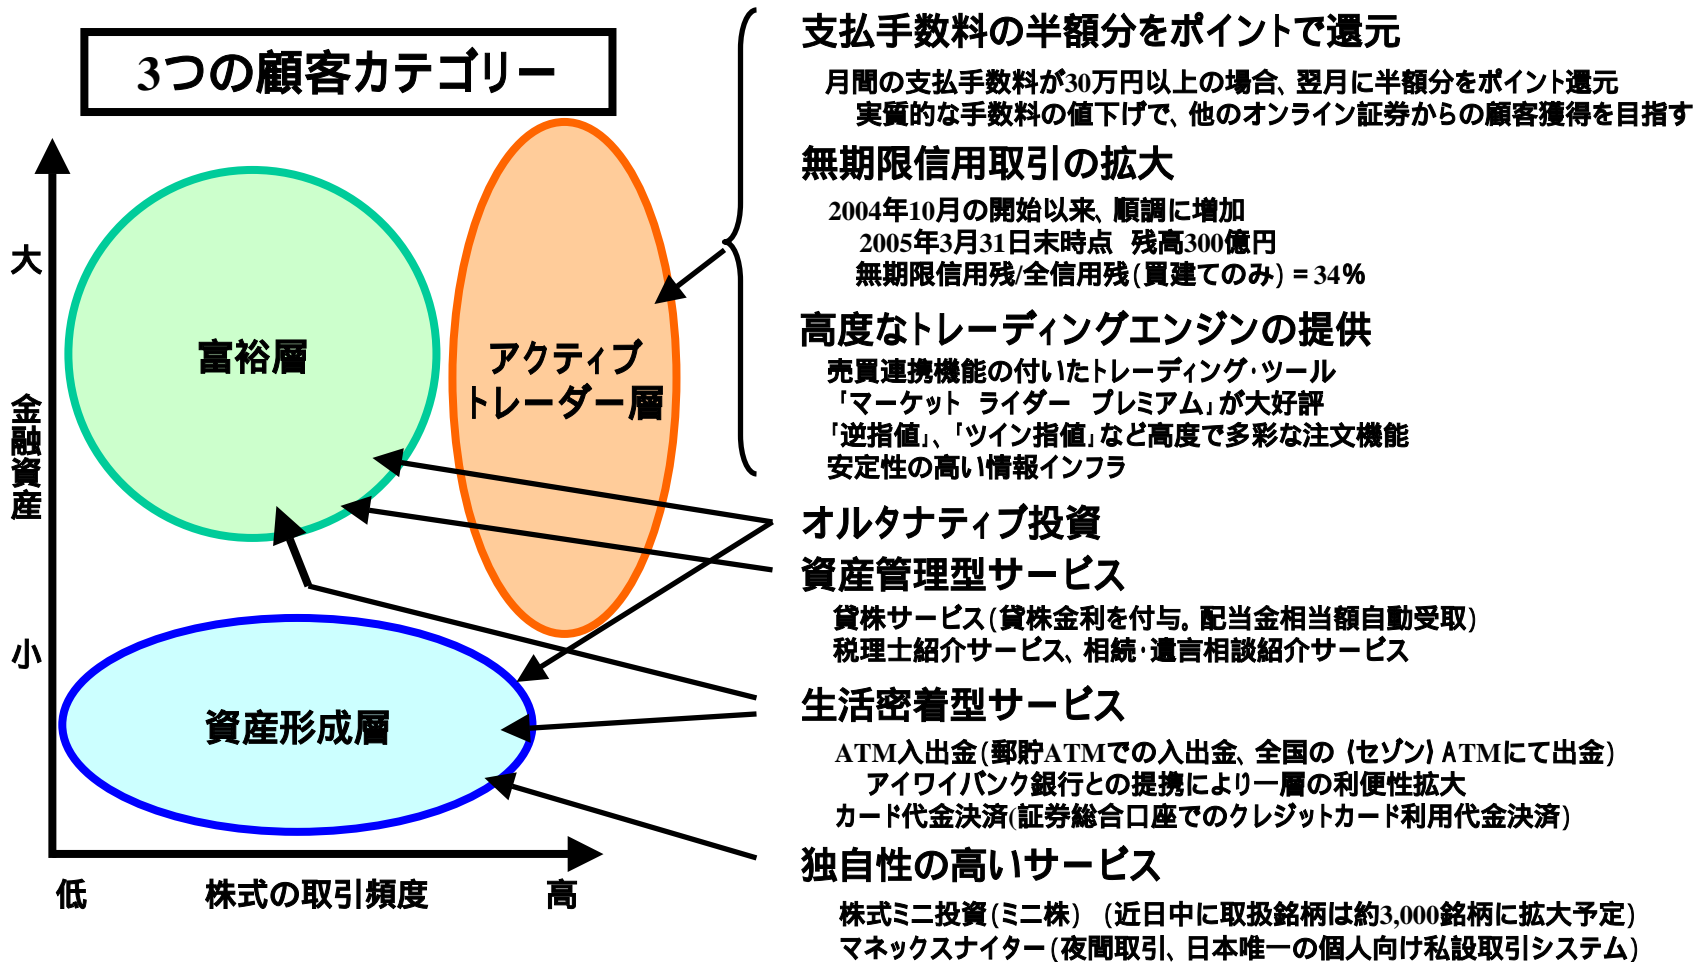 3つの顧客カテゴリー
大
金融資産
小
富裕層
アクティブ
トレーダー層
資産形成層
低
株式の取引頻度
高
支払手数料の半額分をポイントで還元
月間の支払手数料が30万円以上の場合、翌月に半額分をポイント還元
実質的な手数料の値下げで、他のオンライン証券からの顧客獲得を目指す
無期限信用取引の拡大
2004年10月の開始以来、順調に増加
2005年3月31日末時点 残高300億円
無期限信用残/全信用残(買建てのみ)=34%
高度なトレーディングエンジンの提供
売買連携機能の付いたトレーディング・ツール
「マーケット ライダー プレミアム」が大好評
「逆指値」、「ツイン指値」など高度で多彩な注文機能
安定性の高い情報インフラ
オルタナティブ投資
資産管理型サービス
貸株サービス(貸株金利を付与。配当金相当額自動受取)
税理士紹介サービス、相続・遺言相談紹介サービス
生活密着型サービス
ATM入出金(郵貯ATMでの入出金、全国の〔セゾン〕ATMにて出金)
アイワイバンク銀行との提携により一層の利便性拡大
カード代金決済(証券総合口座でのクレジットカード利用代金決済)
独自性の高いサービス
株式ミニ投資(ミニ株) (近日中に取扱銘柄は約3,000銘柄に拡大予定)
マネックスナイター(夜間取引、日本唯一の個人向け私設取引システム)